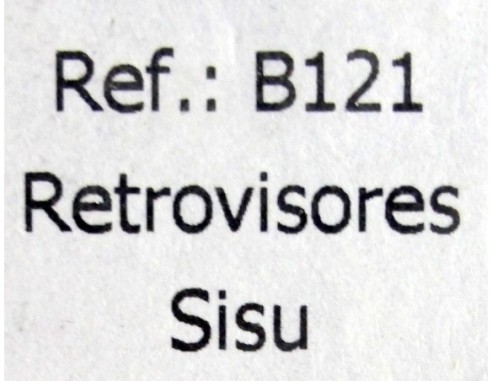 Ref.: B121
Retrovisores
Sisu